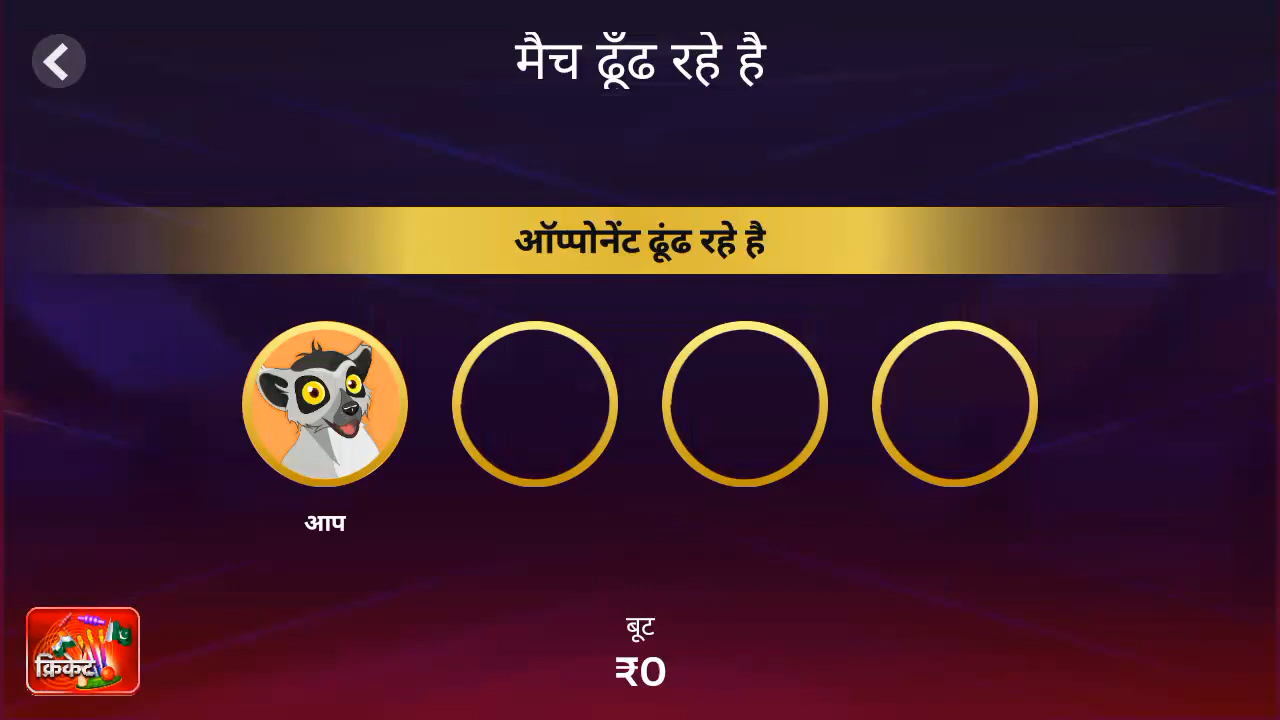 मैच ढूँढ रहे है
ऑप्पोनेंट ढूंढ रहे है
आप
बूट
₹0
क्रिकेट